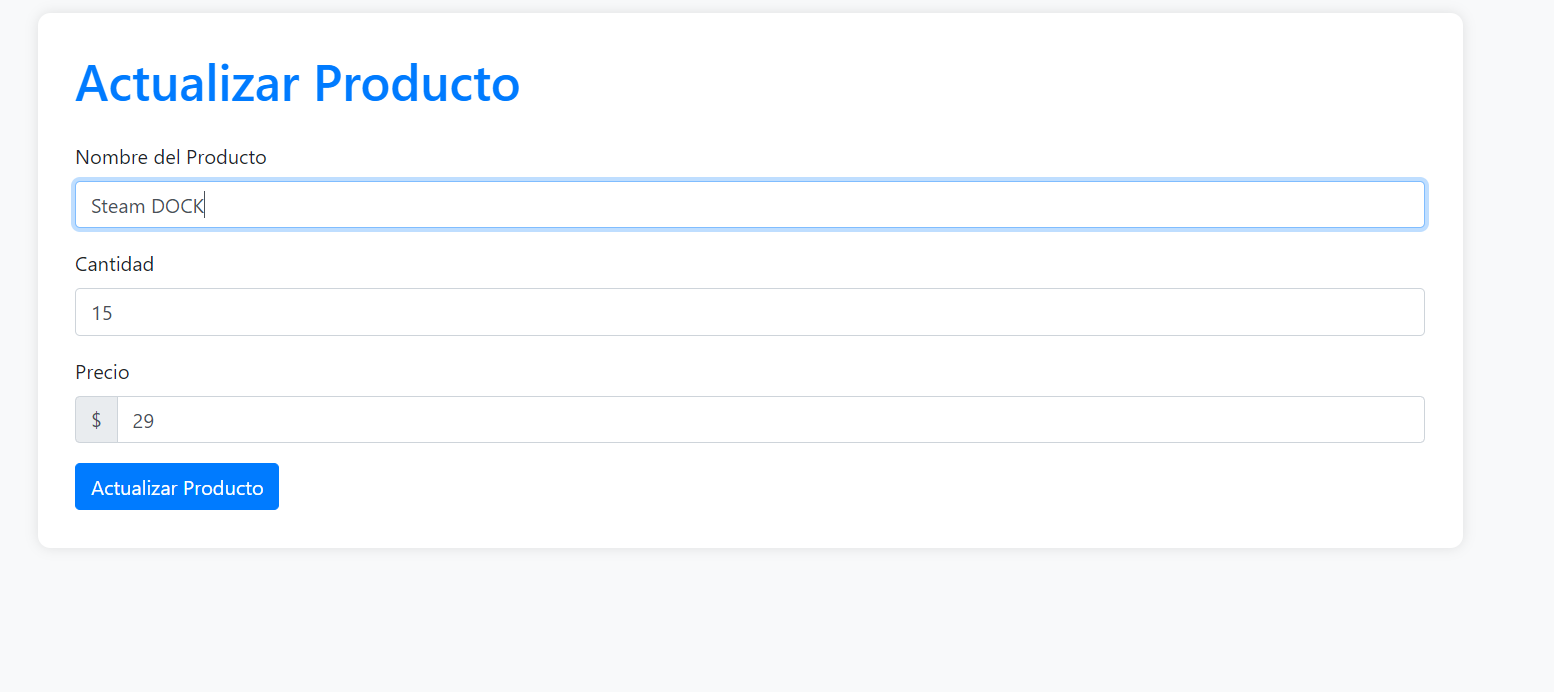 Actualizar Producto
Nombre del Producto
Steam DOCK
Cantidad
15
Precio
$ 29
Actualizar Producto